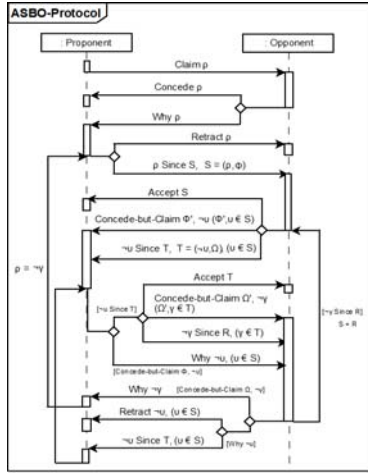 ASBO-Protocol
: Proponent
: Opponent
Claim ρ
Concede ρ
Why ρ
Retract ρ
ρ Since S, S = (ρ,φ)
Accept S
Concede-but-Claim Φ', ¬υ (Φ',υ ∈ S)
¬υ Since T, T = (¬υ,Ω), (υ ∈ S)
ρ = ¬γ
Accept T
[¬υ Since T]
Concede-but-Claim Ω', ¬γ
(Ω',γ ∈ T)
¬γ Since R, (γ ∈ T)
[¬γ Since R]
S = R
Why ¬υ, (υ ∈ S)
[Concede-but-Claim Φ, ¬υ]
Why ¬γ
[Concede-but-Claim Ω, ¬γ]
Retract ¬υ, (υ ∈ S)
¬υ Since T, (υ ∈ S)
[Why ¬υ]